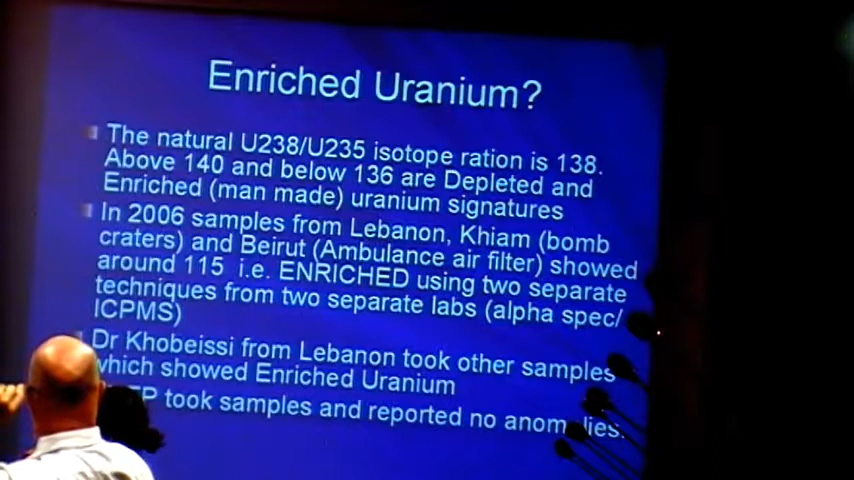 Enriched Uranium?
The natural U238/U235 isotope ration is 138.
Above 140 and below 136 are Depleted and
Enriched (man made) uranium signatures
In 2006 samples from Lebanon, Khiam (bomb
craters) and Beirut (Ambulance air filter) showed
around 115 i.e. ENRICHED using two separate
techniques from two separate labs (alpha spec/
ICPMS)
Dr Khobeissi from Lebanon took other samples
which showed Enriched Uranium
took samples and reported no anomalies.